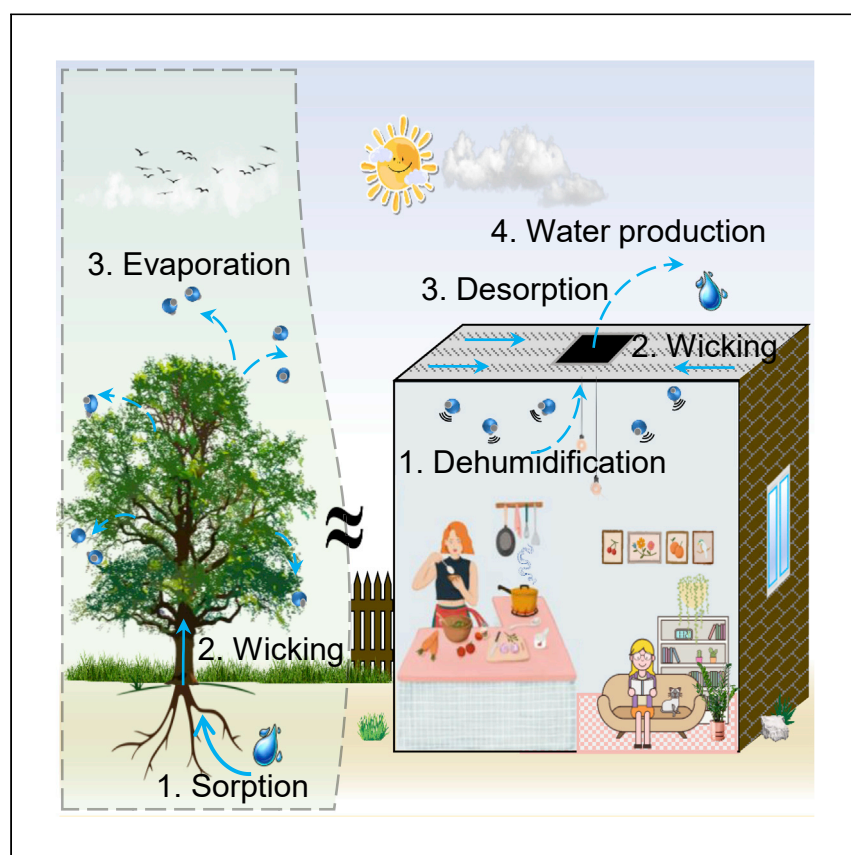 3. Evaporation
2. Wicking
1. Sorption
4. Water production
3. Desorption
2. Wicking
1. Dehumidification
≈